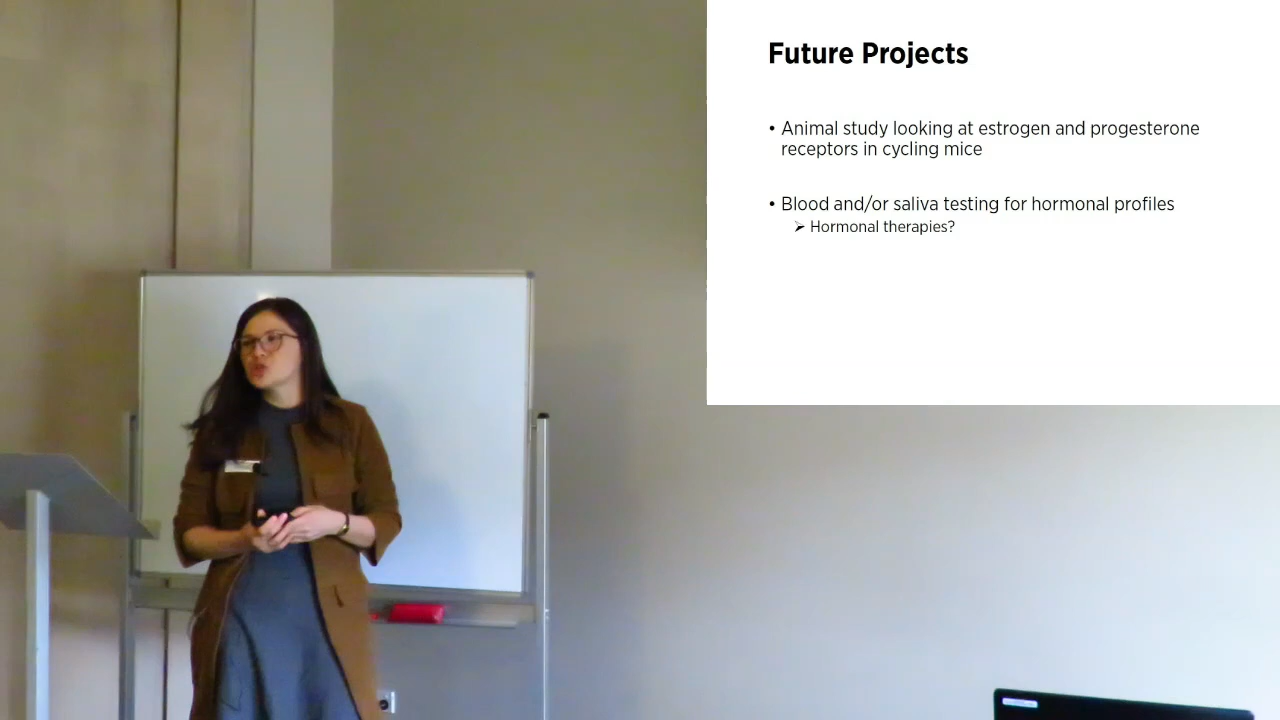 Future Projects
• Animal study looking at estrogen and progesterone
receptors in cycling mice
• Blood and/or saliva testing for hormonal profiles
➢ Hormonal therapies?